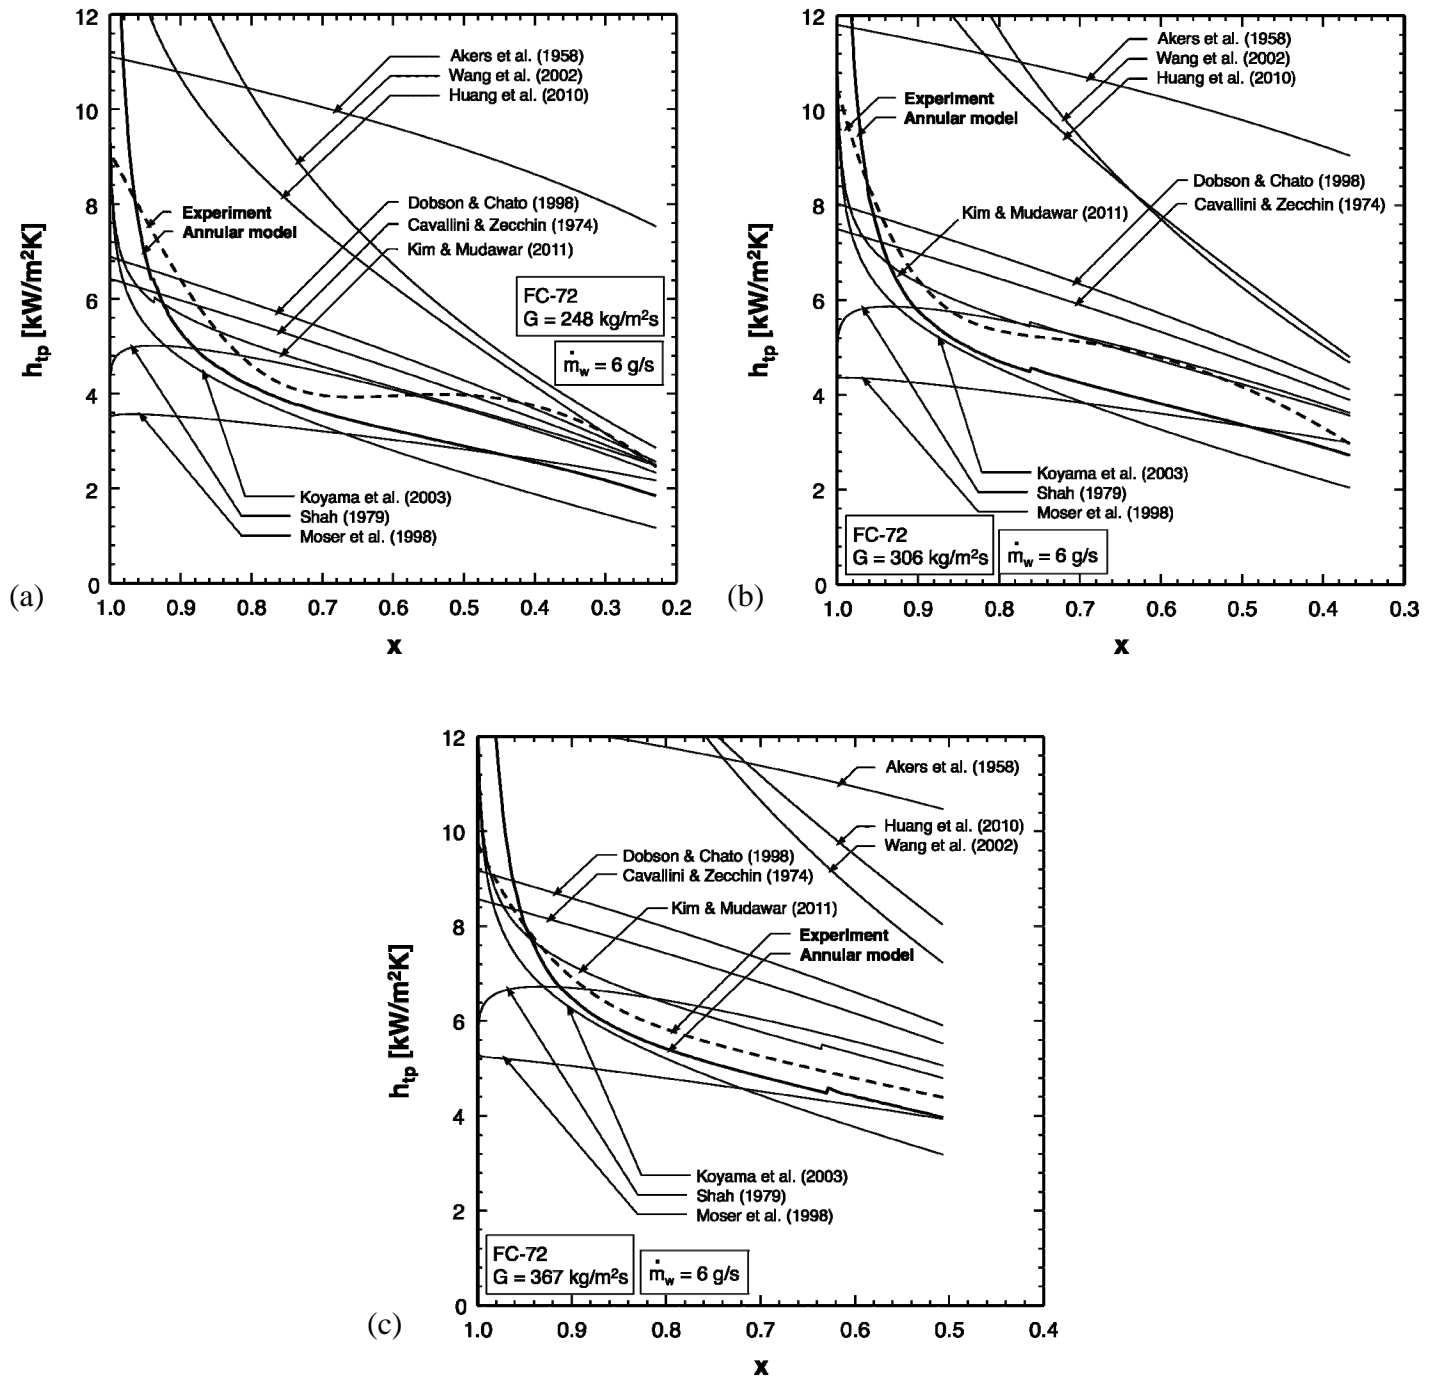 12
10
8
6
4
2
0
h_tp [kW/m²K]
Akers et al. (1958)
Wang et al. (2002)
Huang et al. (2010)
Dobson & Chato (1998)
Cavallini & Zecchin (1974)
Kim & Mudawar (2011)
Experiment
Annular model
FC-72
G = 248 kg/m²s
ṁ_w = 6 g/s
Koyama et al. (2003)
Shah (1979)
Moser et al. (1998)
(a)
1.0 0.9 0.8 0.7 0.6 0.5 0.4 0.3 0.2
x
12
10
8
6
4
2
0
h_tp [kW/m²K]
Akers et al. (1958)
Wang et al. (2002)
Huang et al. (2010)
Experiment
Annular model
Dobson & Chato (1998)
Cavallini & Zecchin (1974)
Kim & Mudawar (2011)
Koyama et al. (2003)
Shah (1979)
Moser et al. (1998)
FC-72
G = 306 kg/m²s
ṁ_w = 6 g/s
(b)
1.0 0.9 0.8 0.7 0.6 0.5 0.4 0.3
x
12
10
8
6
4
2
0
h_tp [kW/m²K]
Akers et al. (1958)
Huang et al. (2010)
Wang et al. (2002)
Dobson & Chato (1998)
Cavallini & Zecchin (1974)
Kim & Mudawar (2011)
Experiment
Annular model
Koyama et al. (2003)
Shah (1979)
Moser et al. (1998)
FC-72
G = 367 kg/m²s
ṁ_w = 6 g/s
(c)
1.0 0.9 0.8 0.7 0.6 0.5 0.4
x